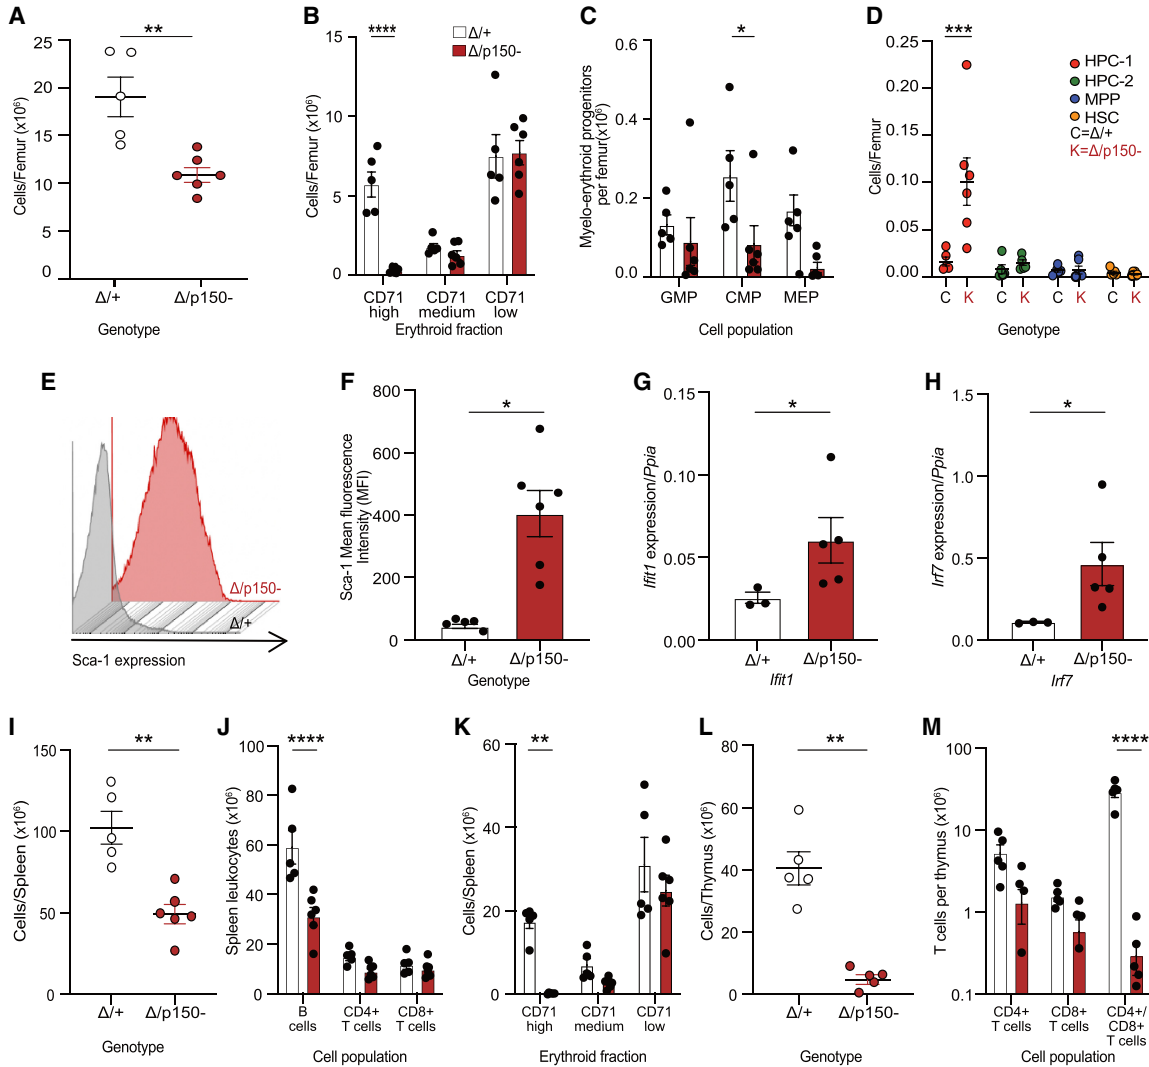 A
**
25
20
15
10
5
0
Cells/Femur (x10⁶)
Δ/+
Δ/p150-
Genotype
B
****
Δ/+
Δ/p150-
15
10
5
0
Cells/Femur (x10⁶)
CD71 high
CD71 medium
CD71 low
Erythroid fraction
C
*
0.6
0.4
0.2
0.0
Myelo-erythroid progenitors
per femur(x10⁶)
GMP
CMP
MEP
Cell population
D
***
HPC-1
HPC-2
MPP
HSC
C=Δ/+
K=Δ/p150-
0.25
0.20
0.15
0.10
0.05
0.00
Cells/Femur
C K C K C K C K
Genotype
E
Δ/p150-
Δ/+
Sca-1 expression
F
*
800
600
400
200
0
Sca-1 Mean fluorescence
Intensity (MFI)
Δ/+
Δ/p150-
Genotype
G
*
0.15
0.10
0.05
0.00
Ifit1 expression/Ppia
Δ/+
Δ/p150-
Ifit1
H
*
1.5
1.0
0.5
0.0
Irf7 expression/Ppia
Δ/+
Δ/p150-
Irf7
I
**
150
100
50
0
Cells/Spleen (x10⁶)
Δ/+
Δ/p150-
Genotype
J
****
100
80
60
40
20
0
Spleen leukocytes (x10⁶)
B cells
CD4+ T cells
CD8+ T cells
Cell population
K
**
60
40
20
0
Cells/Spleen (x10⁶)
CD71 high
CD71 medium
CD71 low
Erythroid fraction
L
**
80
60
40
20
0
Cells/Thymus (x10⁶)
Δ/+
Δ/p150-
Genotype
M
****
100
10
1
0.1
T cells per thymus (x10⁶)
CD4+ T cells
CD8+ T cells
CD4+/ CD8+ T cells
Cell population